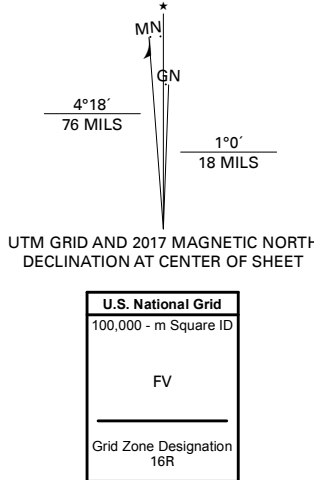 MN
GN
4°18´
76 MILS
1°0´
18 MILS
UTM GRID AND 2017 MAGNETIC NORTH
DECLINATION AT CENTER OF SHEET
U.S. National Grid
100,000 - m Square ID
FV
Grid Zone Designation
16R